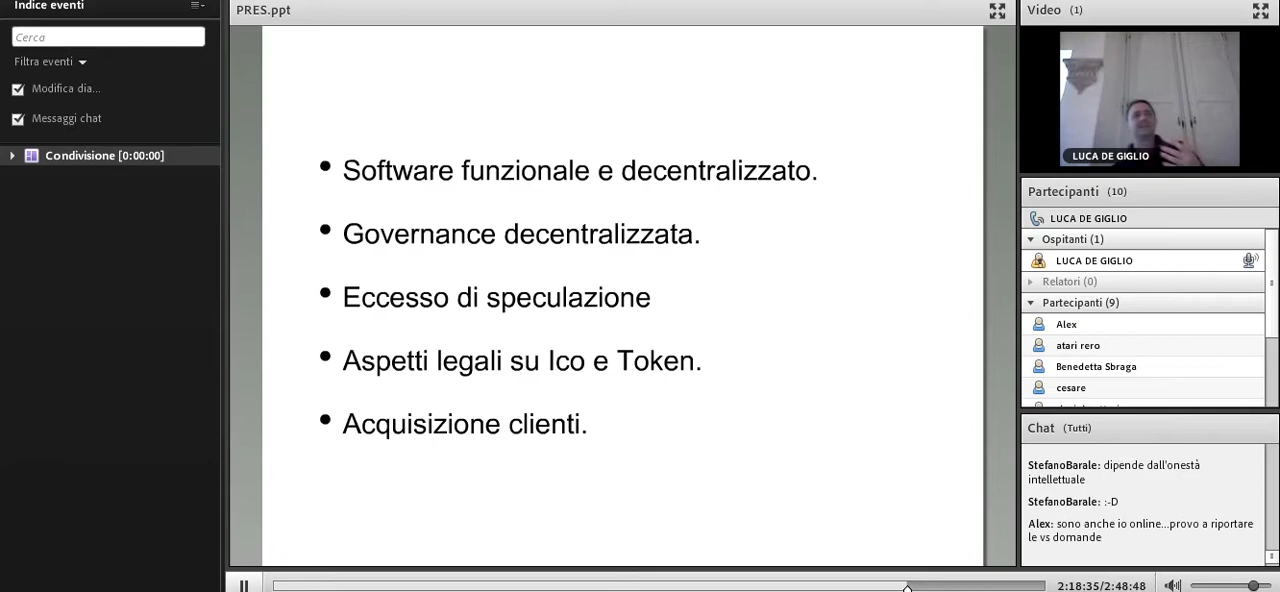 Indice eventi
Cerca
Filtra eventi
Modifica dia...
Messaggi chat
Condivisione [0:00:00]
PRES.ppt
• Software funzionale e decentralizzato.
• Governance decentralizzata.
• Eccesso di speculazione
• Aspetti legali su Ico e Token.
• Acquisizione clienti.
2:18:35/2:48:48
Video (1)
LUCA DE GIGLIO
Partecipanti (10)
LUCA DE GIGLIO
Ospitanti (1)
LUCA DE GIGLIO
Relatori (0)
Partecipanti (9)
Alex
atari rero
Benedetta Sbraga
cesare
Chat (Tutti)
StefanoBarale: dipende dall'onestà
intellettuale
StefanoBarale: :-D
Alex: sono anche io online...provo a riportare
le vs domande